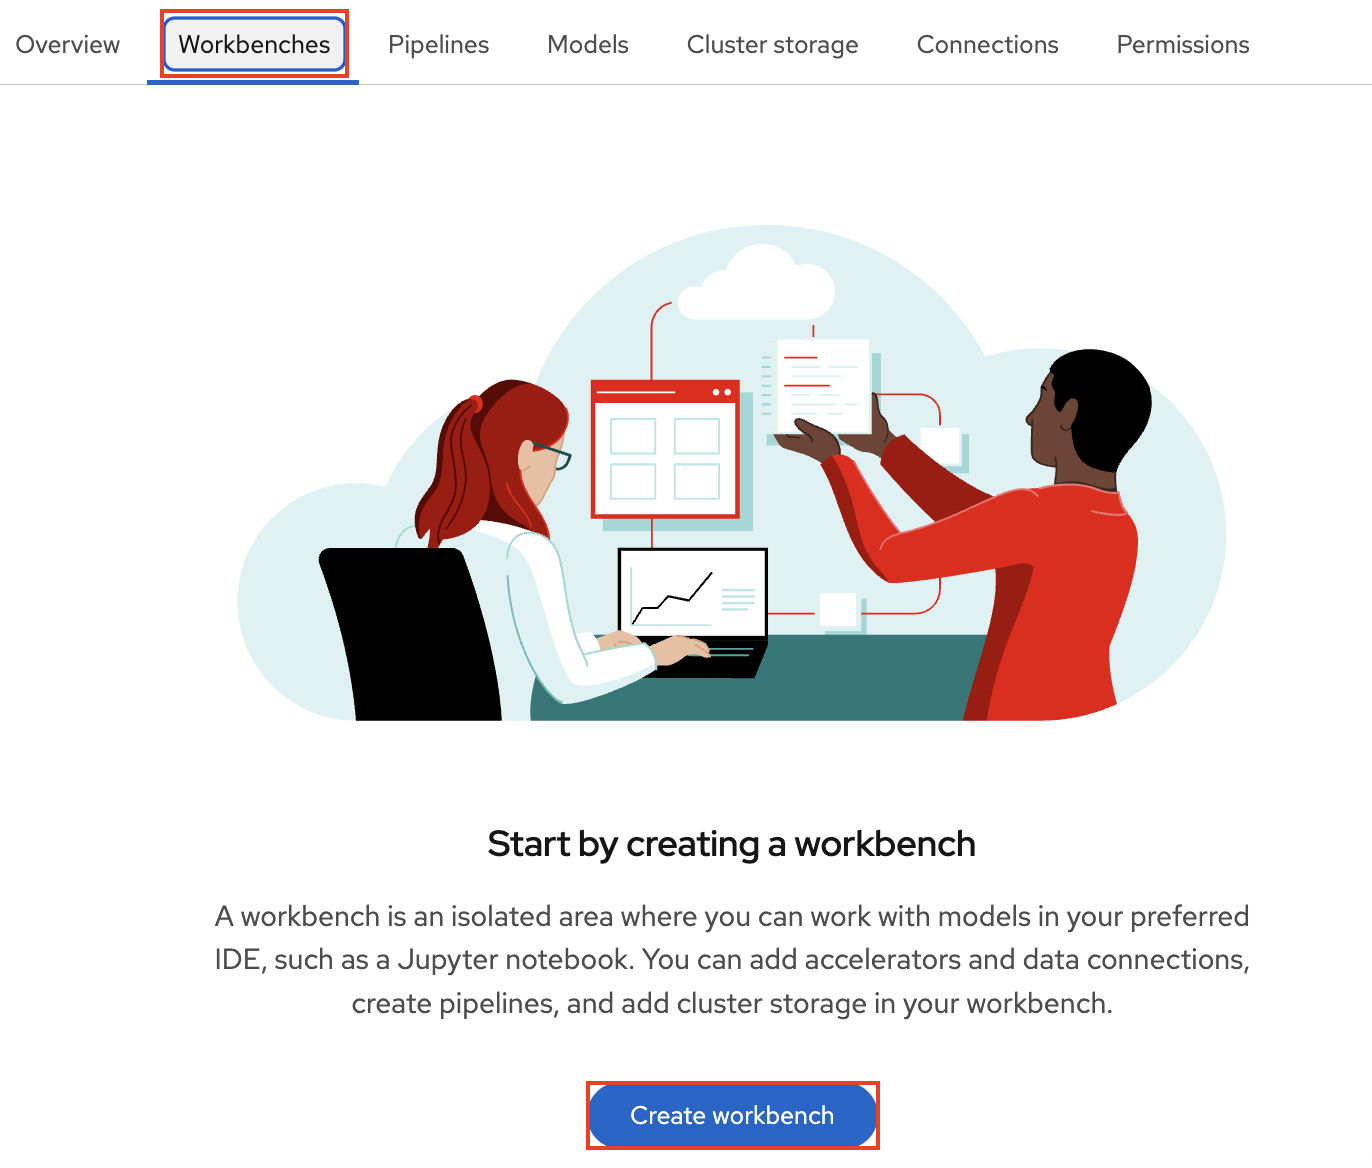 Overview Workbenches Pipelines Models Cluster storage Connections Permissions
Start by creating a workbench
A workbench is an isolated area where you can work with models in your preferred
IDE, such as a Jupyter notebook. You can add accelerators and data connections,
create pipelines, and add cluster storage in your workbench.
Create workbench